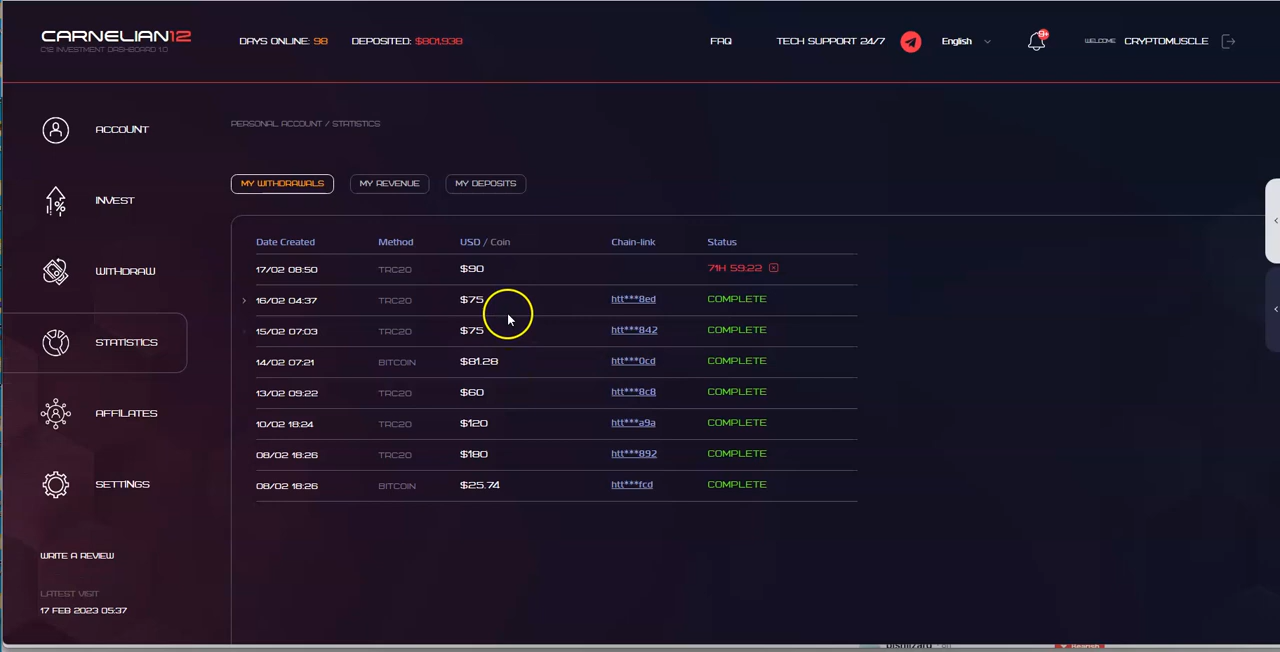 CARNELIAN12
C12 INVESTMENT DASHBOARD 1.0
DAYS ONLINE: 98 DEPOSITED: $801,938 FAQ TECH SUPPORT 24/7 English 9+ WELCOME CRYPTOMUSCLE
ACCOUNT
INVEST
WITHDRAW
STATISTICS
AFFILIATES
SETTINGS
WRITE A REVIEW
LATEST VISIT
17 FEB 2023 05:37
PERSONAL ACCOUNT / STATISTICS
MY WITHDRAWALS MY REVENUE MY DEPOSITS
Date Created Method USD / Coin Chain-link Status
17/02 08:50 TRC20 $90 71H 59:22
16/02 04:37 TRC20 $75 htt***8ed COMPLETE
15/02 07:03 TRC20 $75 htt***842 COMPLETE
14/02 07:21 BITCOIN $81.28 htt***0cd COMPLETE
13/02 09:22 TRC20 $60 htt***8c8 COMPLETE
10/02 18:24 TRC20 $120 htt***a9a COMPLETE
08/02 18:26 TRC20 $180 htt***892 COMPLETE
08/02 18:26 BITCOIN $25.74 htt***fcd COMPLETE